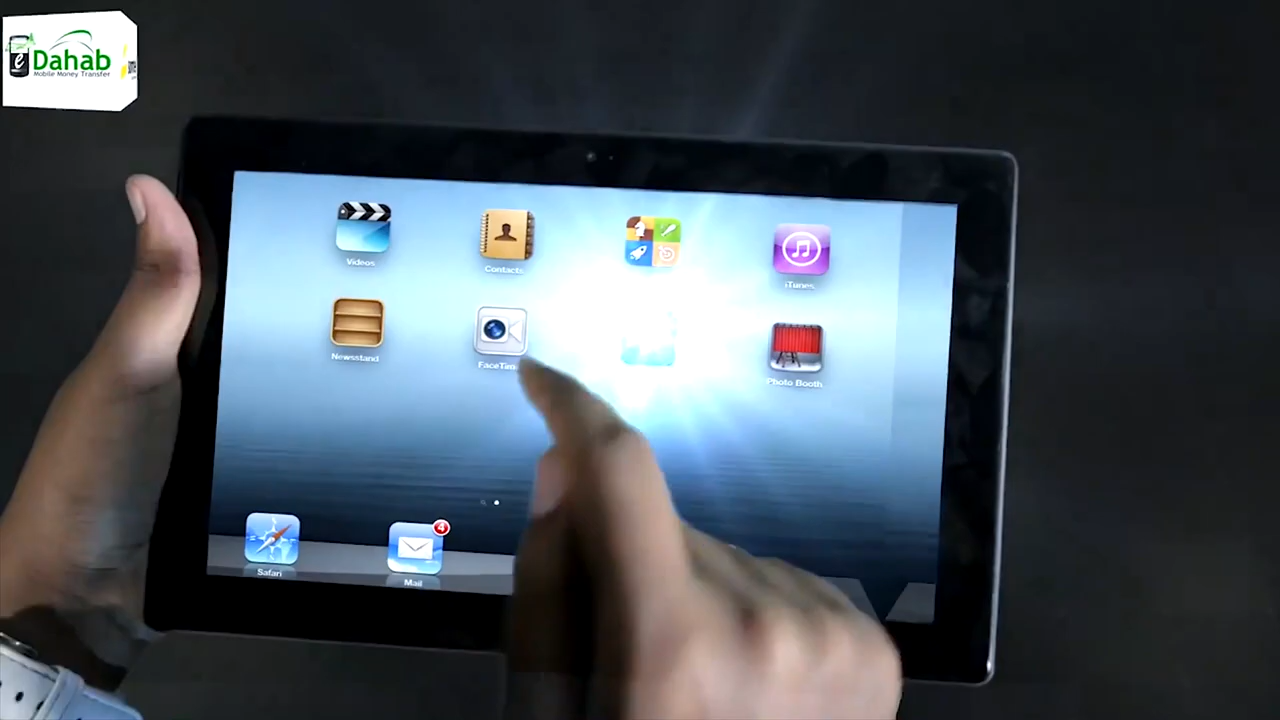 e Dahab
Mobile Money Transfer
Videos
Contacts
iTunes
Newsstand
FaceTim
Photo Booth
4
Safari
Mail